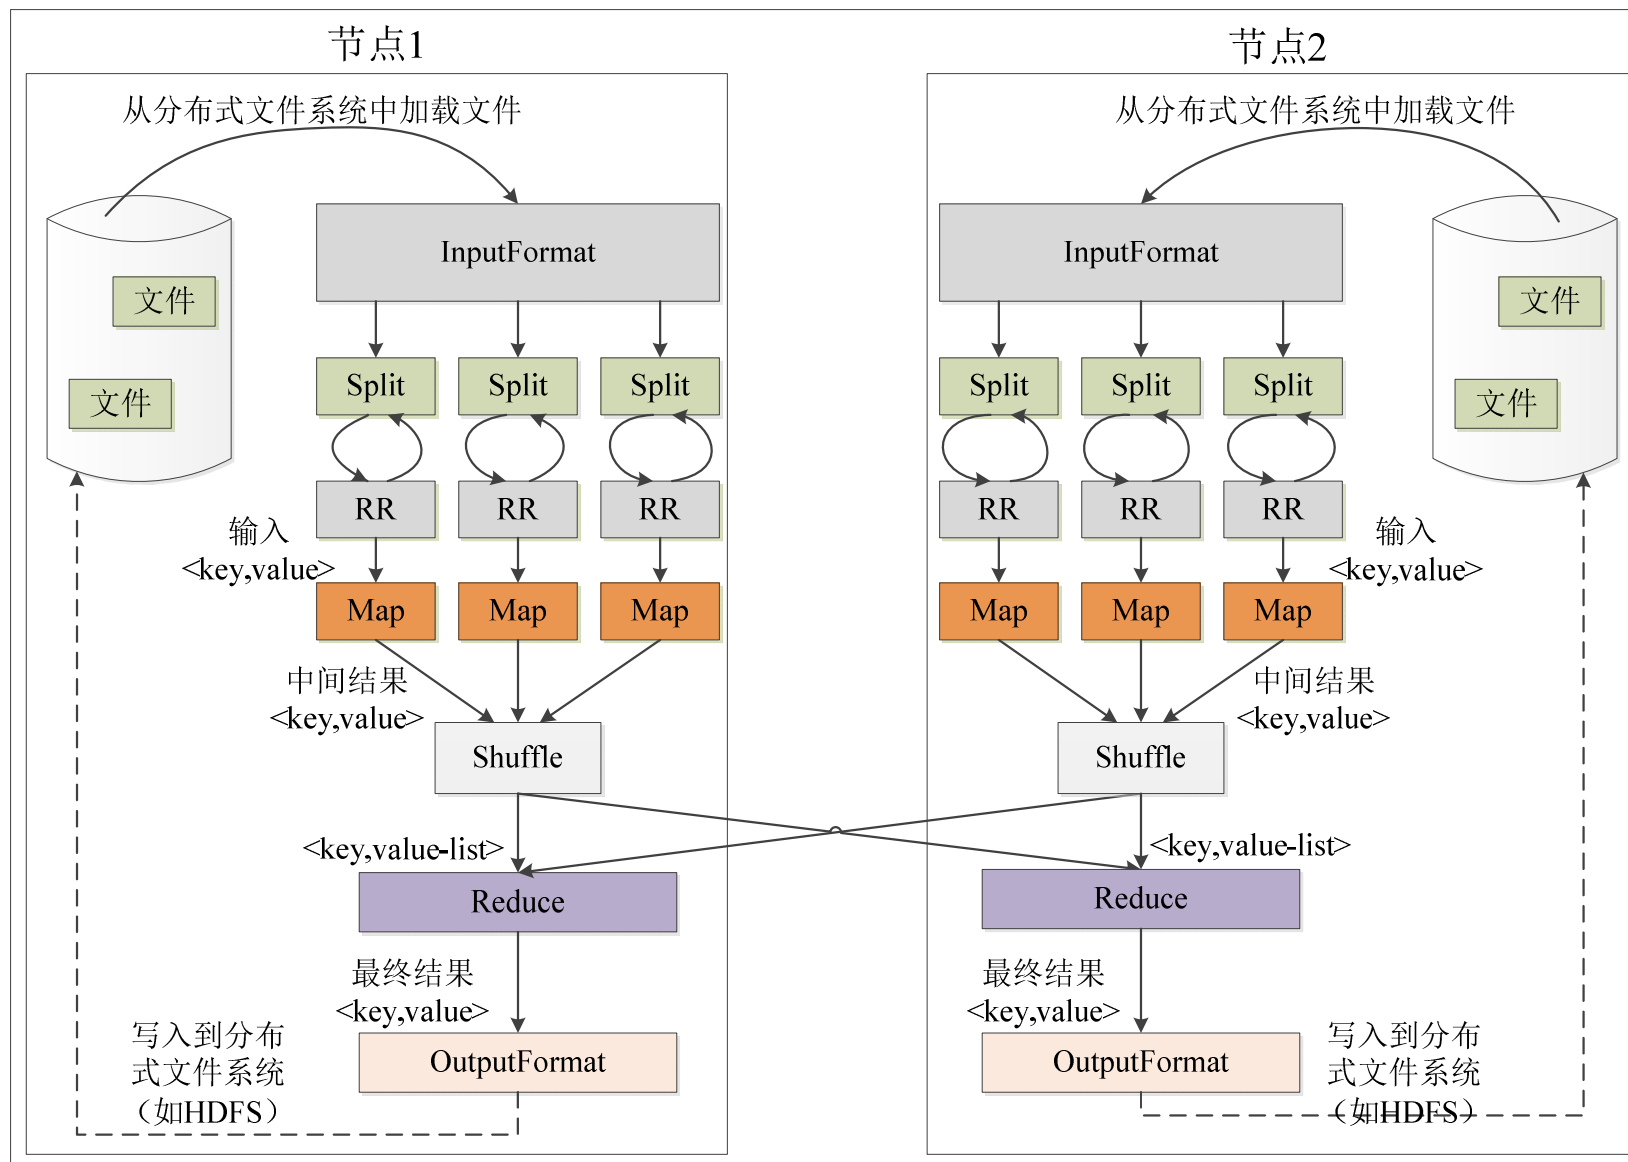 节点1
从分布式文件系统中加载文件
InputFormat
文件
文件
Split
Split
Split
RR
RR
RR
输入
<key,value>
Map
Map
Map
中间结果
<key,value>
Shuffle
<key,value-list>
Reduce
最终结果
<key,value>
OutputFormat
写入到分布
式文件系统
（如HDFS）
节点2
从分布式文件系统中加载文件
InputFormat
文件
文件
Split
Split
Split
RR
RR
RR
输入
<key,value>
Map
Map
Map
中间结果
<key,value>
Shuffle
<key,value-list>
Reduce
最终结果
<key,value>
OutputFormat
写入到分布
式文件系统
（如HDFS）